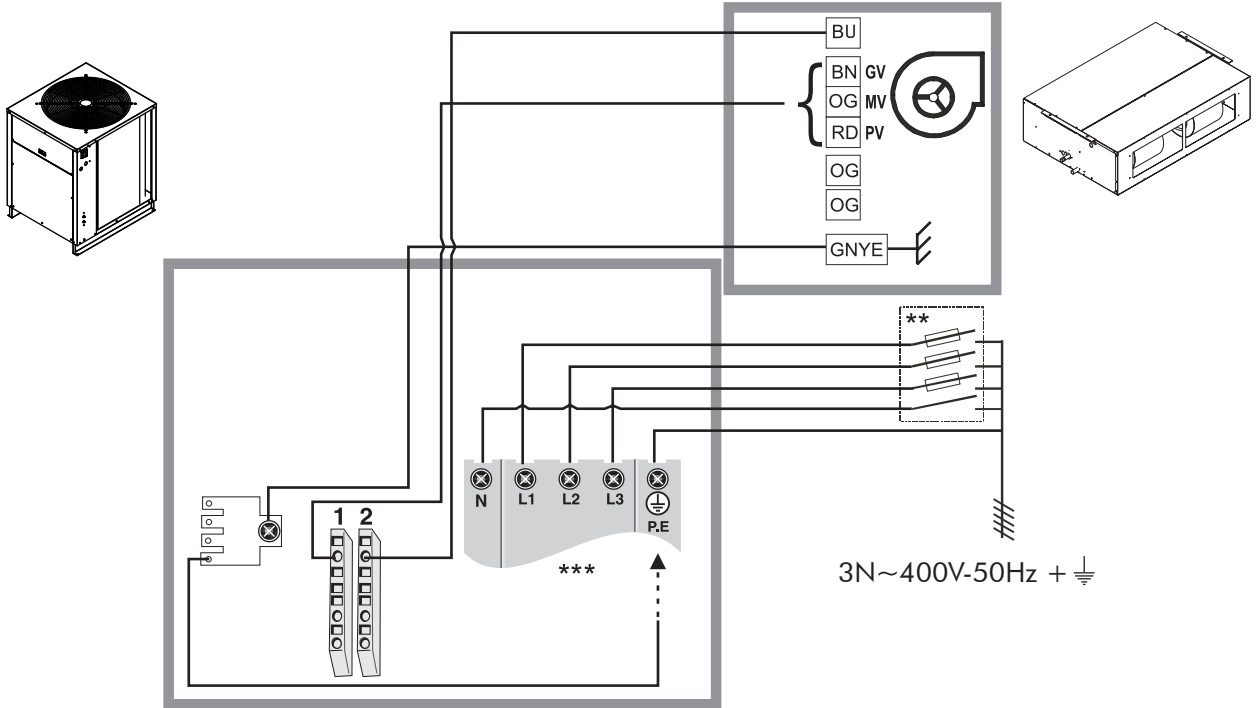 BU
BN GV
OG MV
RD PV
OG
OG
GNYE
**
N L1 L2 L3
P.E
1 2
***
3N~400V-50Hz +